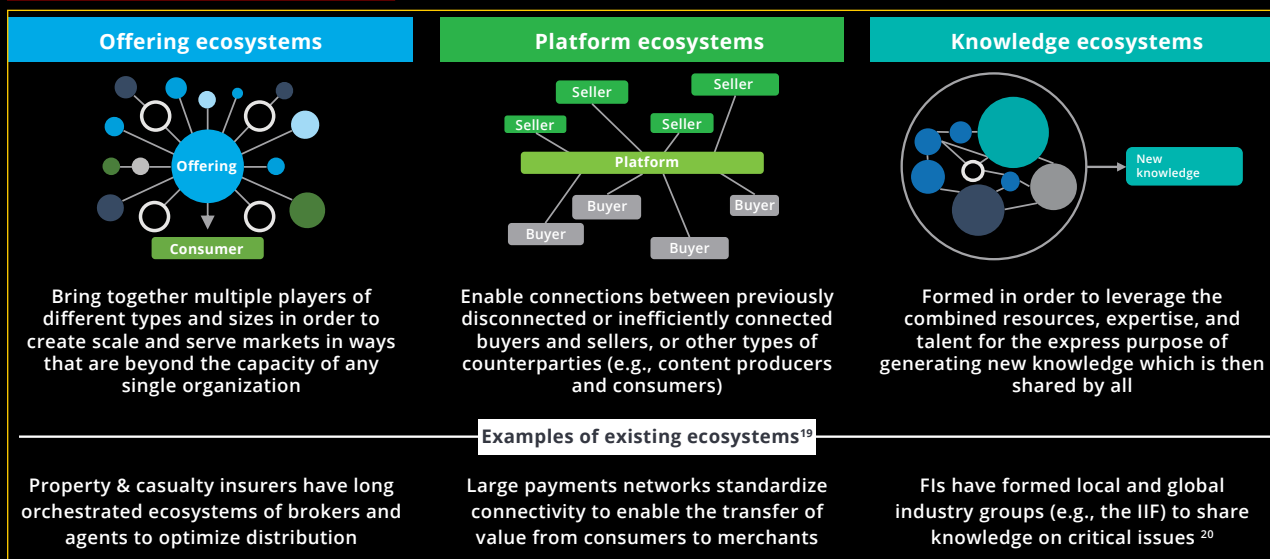 Offering ecosystems
Offering
Consumer
Bring together multiple players of
different types and sizes in order to
create scale and serve markets in ways
that are beyond the capacity of any
single organization
Platform ecosystems
Seller
Seller
Seller
Seller
Platform
Buyer
Buyer
Buyer
Buyer
Enable connections between previously
disconnected or inefficiently connected
buyers and sellers, or other types of
counterparties (e.g., content producers
and consumers)
Knowledge ecosystems
New
knowledge
Formed in order to leverage the
combined resources, expertise, and
talent for the express purpose of
generating new knowledge which is then
shared by all
Examples of existing ecosystems¹⁹
Property & casualty insurers have long
orchestrated ecosystems of brokers and
agents to optimize distribution
Large payments networks standardize
connectivity to enable the transfer of
value from consumers to merchants
FIs have formed local and global
industry groups (e.g., the IIF) to share
knowledge on critical issues ²⁰